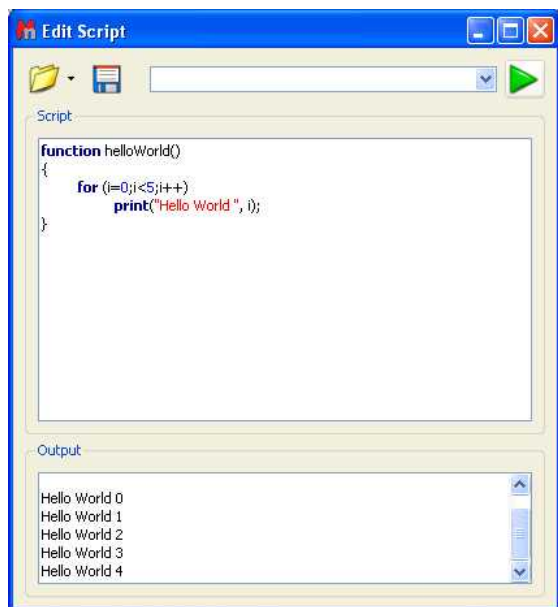 Edit Script
Script
function helloWorld()
{
for (i=0;i<5;i++)
print("Hello World ", i);
}
Output
Hello World 0
Hello World 1
Hello World 2
Hello World 3
Hello World 4